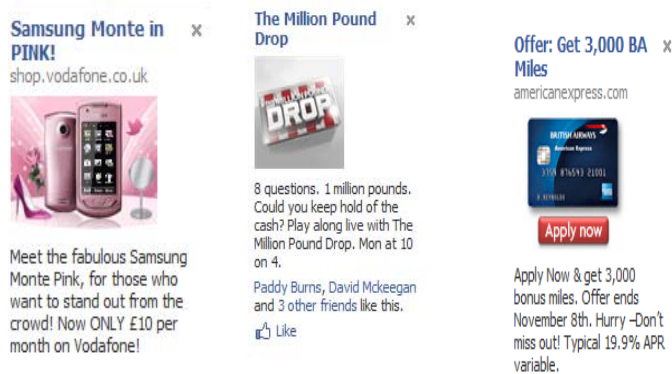 Samsung Monte in
PINK!
shop.vodafone.co.uk
Meet the fabulous Samsung
Monte Pink, for those who
want to stand out from the
crowd! Now ONLY £10 per
month on Vodafone!
The Million Pound
Drop
DROP
8 questions. 1 million pounds.
Could you keep hold of the
cash? Play along live with The
Million Pound Drop. Mon at 10
on 4.
Paddy Burns, David Mckeegan
and 3 other friends like this.
Like
Offer: Get 3,000 BA
Miles
americanexpress.com
BRITISH AIRWAYS
American Express
Apply now
Apply Now & get 3,000
bonus miles. Offer ends
November 8th. Hurry –Don't
miss out! Typical 19.9% APR
variable.